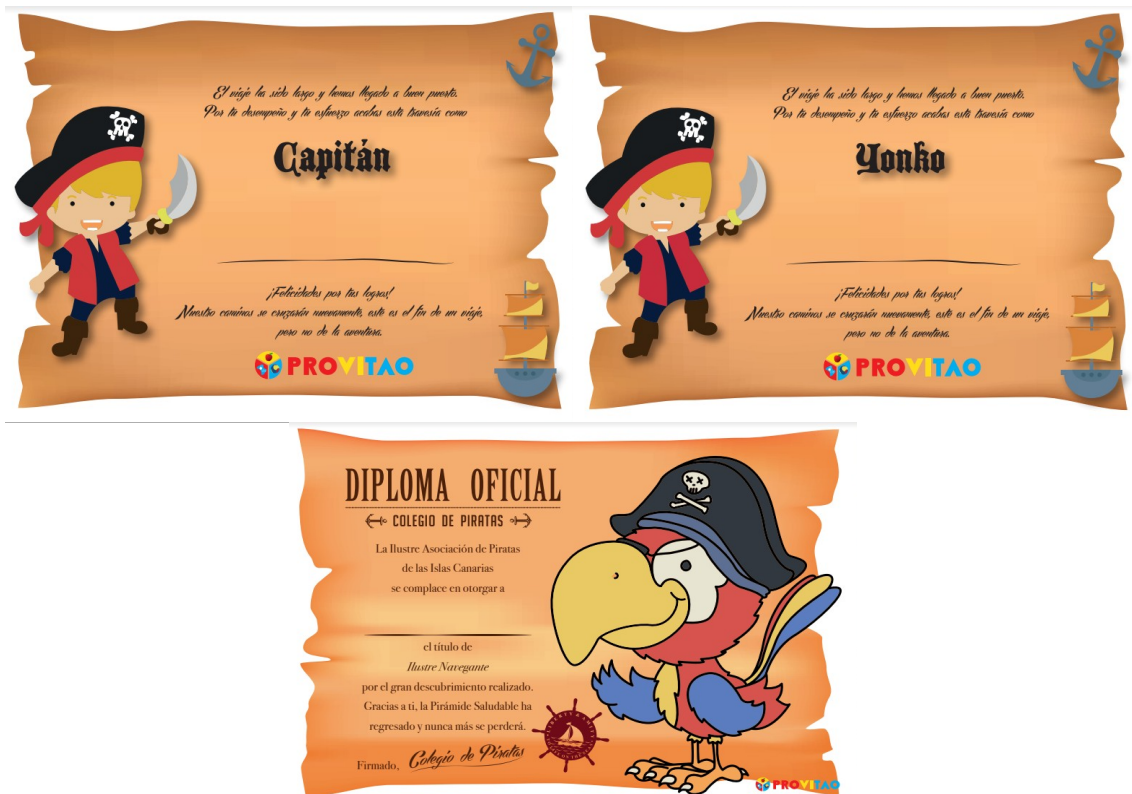 El viaje ha sido largo y hemos llegado a buen puerto.
Por tu desempeño y tu esfuerzo acabas esta travesía como
Capitán
¡Felicidades por tus logros!
Nuestro caminos se cruzarán nuevamente, este es el fin de un viaje,
pero no de la aventura.
PROVITAO
El viaje ha sido largo y hemos llegado a buen puerto.
Por tu desempeño y tu esfuerzo acabas esta travesía como
Yonko
¡Felicidades por tus logros!
Nuestro caminos se cruzarán nuevamente, este es el fin de un viaje,
pero no de la aventura.
PROVITAO
DIPLOMA OFICIAL
COLEGIO DE PIRATAS
La Ilustre Asociación de Piratas
de las Islas Canarias
se complace en otorgar a
el título de
Ilustre Navegante
por el gran descubrimiento realizado.
Gracias a ti, la Pirámide Saludable ha
regresado y nunca más se perderá.
Firmado, Colegio de Piratas
PROVITAO